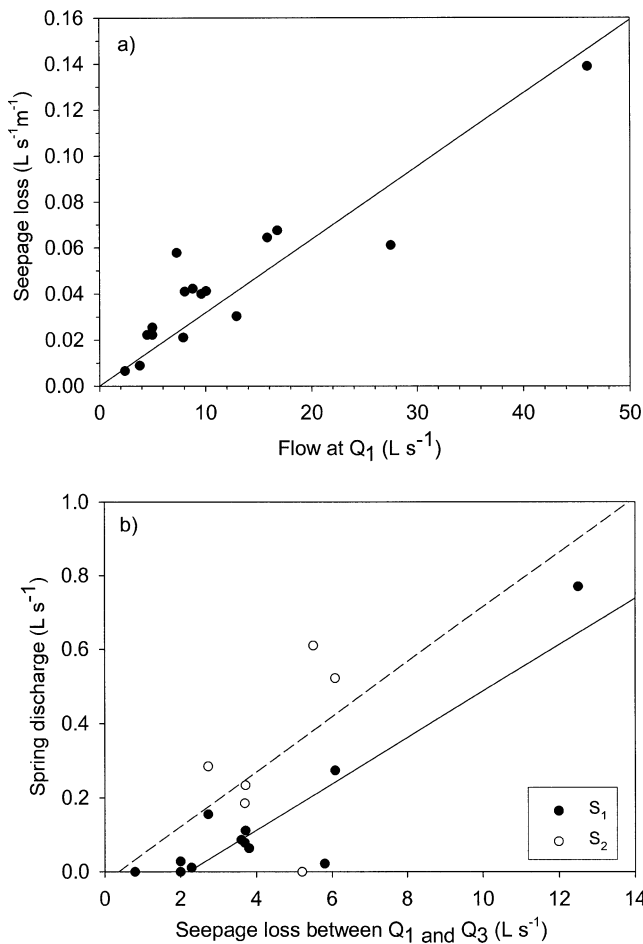 a)
Seepage loss (L s⁻¹m⁻¹)
0.16
0.14
0.12
0.10
0.08
0.06
0.04
0.02
0.00
0 10 20 30 40 50
Flow at Q₁ (L s⁻¹)
b)
Spring discharge (L s⁻¹)
1.0
0.8
0.6
0.4
0.2
0.0
0 2 4 6 8 10 12 14
S₁
S₂
Seepage loss between Q₁ and Q₃ (L s⁻¹)